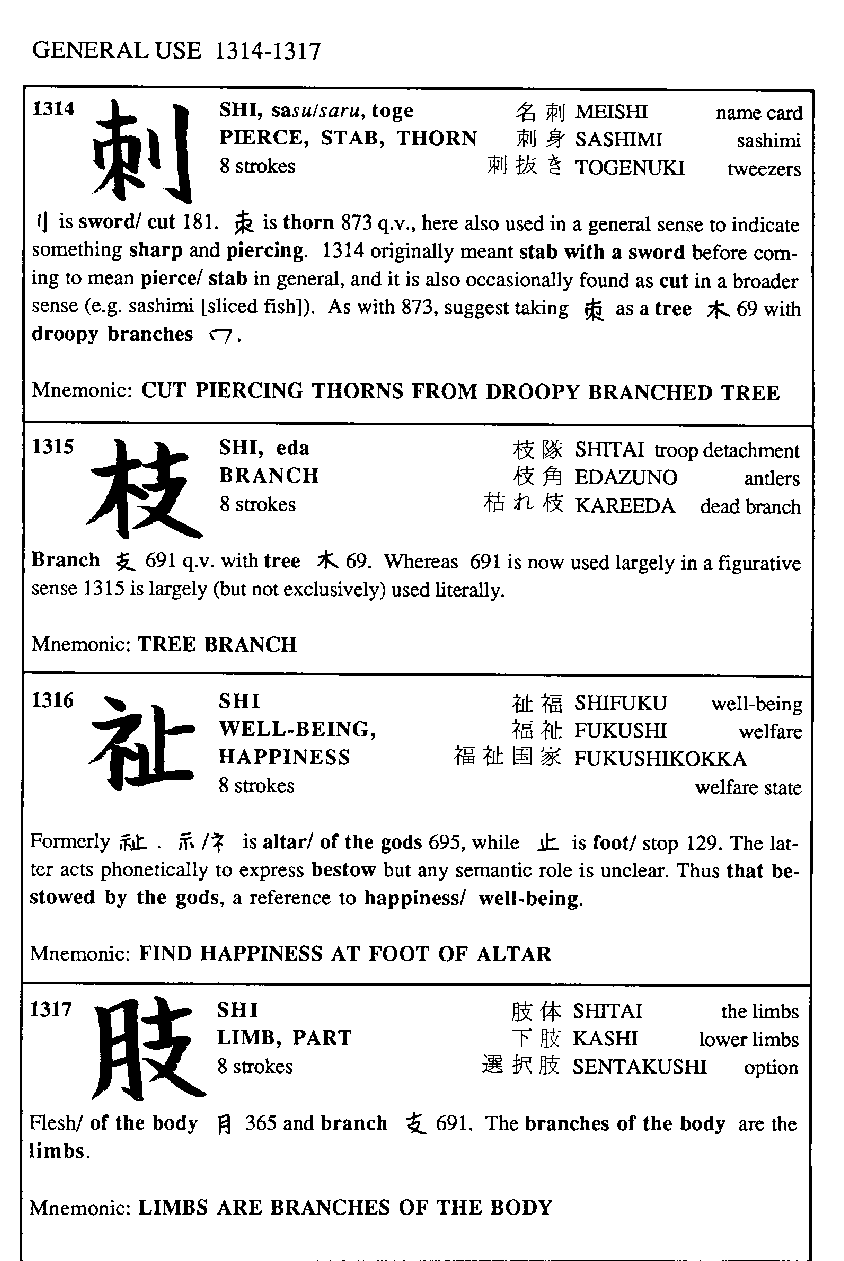 GENERAL USE 1314-1317
1314 刺 SHI, sasu/saru, toge 名刺 MEISHI name card
PIERCE, STAB, THORN 刺身 SASHIMI sashimi
8 strokes 刺抜き TOGENUKI tweezers
刂 is sword/ cut 181. 朿 is thorn 873 q.v., here also used in a general sense to indicate
something sharp and piercing. 1314 originally meant stab with a sword before com-
ing to mean pierce/ stab in general, and it is also occasionally found as cut in a broader
sense (e.g. sashimi [sliced fish]). As with 873, suggest taking 朿 as a tree 木 69 with
droopy branches 冖.
Mnemonic: CUT PIERCING THORNS FROM DROOPY BRANCHED TREE
1315 枝 SHI, eda 枝隊 SHITAI troop detachment
BRANCH 枝角 EDAZUNO antlers
8 strokes 枯れ枝 KAREEDA dead branch
Branch 支 691 q.v. with tree 木 69. Whereas 691 is now used largely in a figurative
sense 1315 is largely (but not exclusively) used literally.
Mnemonic: TREE BRANCH
1316 祉 SHI 祉福 SHIFUKU well-being
WELL-BEING, 福祉 FUKUSHI welfare
HAPPINESS 福祉国家 FUKUSHIKOKKA
8 strokes welfare state
Formerly 祉. 示/礻 is altar/ of the gods 695, while 止 is foot/ stop 129. The lat-
ter acts phonetically to express bestow but any semantic role is unclear. Thus that be-
stowed by the gods, a reference to happiness/ well-being.
Mnemonic: FIND HAPPINESS AT FOOT OF ALTAR
1317 肢 SHI 肢体 SHITAI the limbs
LIMB, PART 下肢 KASHI lower limbs
8 strokes 選択肢 SENTAKUSHI option
Flesh/ of the body 月 365 and branch 支 691. The branches of the body are the
limbs.
Mnemonic: LIMBS ARE BRANCHES OF THE BODY